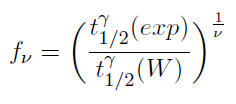 f_ν = ( t^γ_{1/2}(exp) / t^γ_{1/2}(W) )^{1/ν}